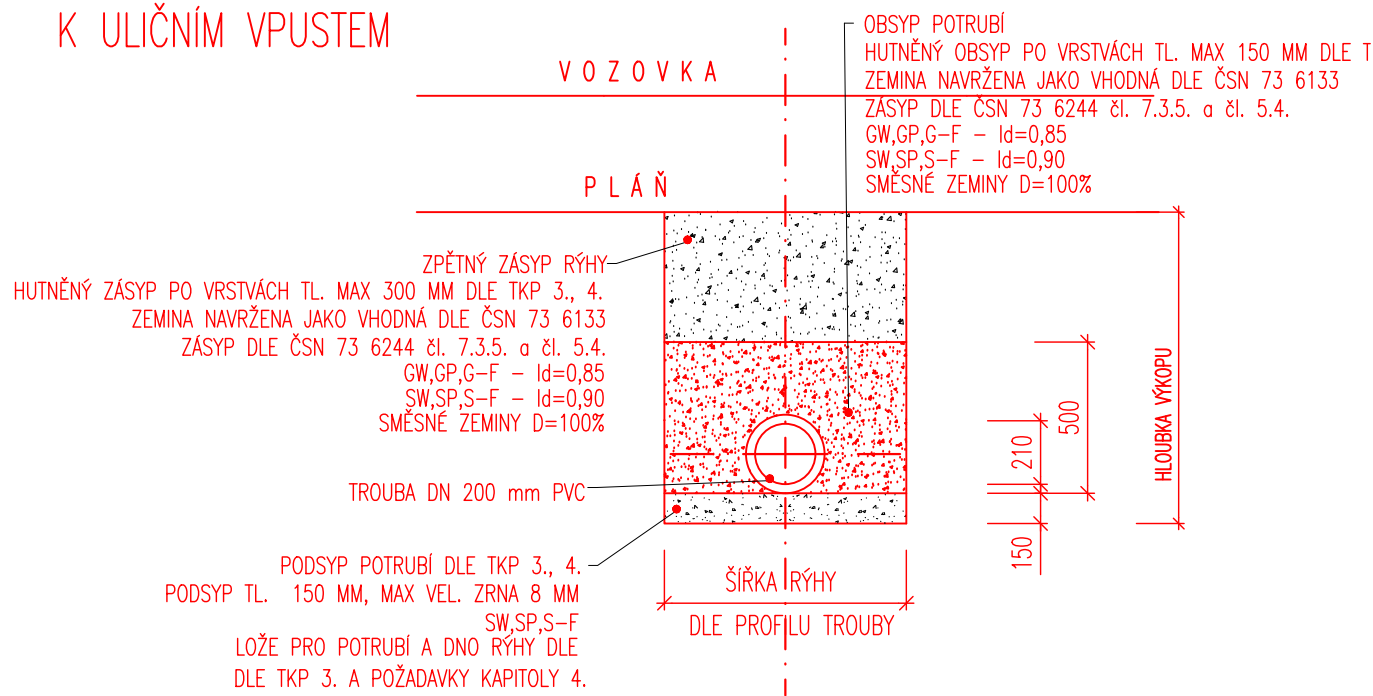 K ULIČNÍM VPUSTEM
VOZOVKA
PLÁŇ
OBSYP POTRUBÍ
HUTNĚNÝ OBSYP PO VRSTVÁCH TL. MAX 150 MM DLE T
ZEMINA NAVRŽENA JAKO VHODNÁ DLE ČSN 73 6133
ZÁSYP DLE ČSN 73 6244 čl. 7.3.5. a čl. 5.4.
GW,GP,G-F - Id=0,85
SW,SP,S-F - Id=0,90
SMĚSNÉ ZEMINY D=100%
ZPĚTNÝ ZÁSYP RÝHY
HUTNĚNÝ ZÁSYP PO VRSTVÁCH TL. MAX 300 MM DLE TKP 3., 4.
ZEMINA NAVRŽENA JAKO VHODNÁ DLE ČSN 73 6133
ZÁSYP DLE ČSN 73 6244 čl. 7.3.5. a čl. 5.4.
GW,GP,G-F - Id=0,85
SW,SP,S-F - Id=0,90
SMĚSNÉ ZEMINY D=100%
TROUBA DN 200 mm PVC
PODSYP POTRUBÍ DLE TKP 3., 4.
PODSYP TL. 150 MM, MAX VEL. ZRNA 8 MM
SW,SP,S-F
LOŽE PRO POTRUBÍ A DNO RÝHY DLE
DLE TKP 3. A POŽADAVKY KAPITOLY 4.
ŠÍŘKA RÝHY
DLE PROFILU TROUBY
210
150
500
HLOUBKA VÝKOPU